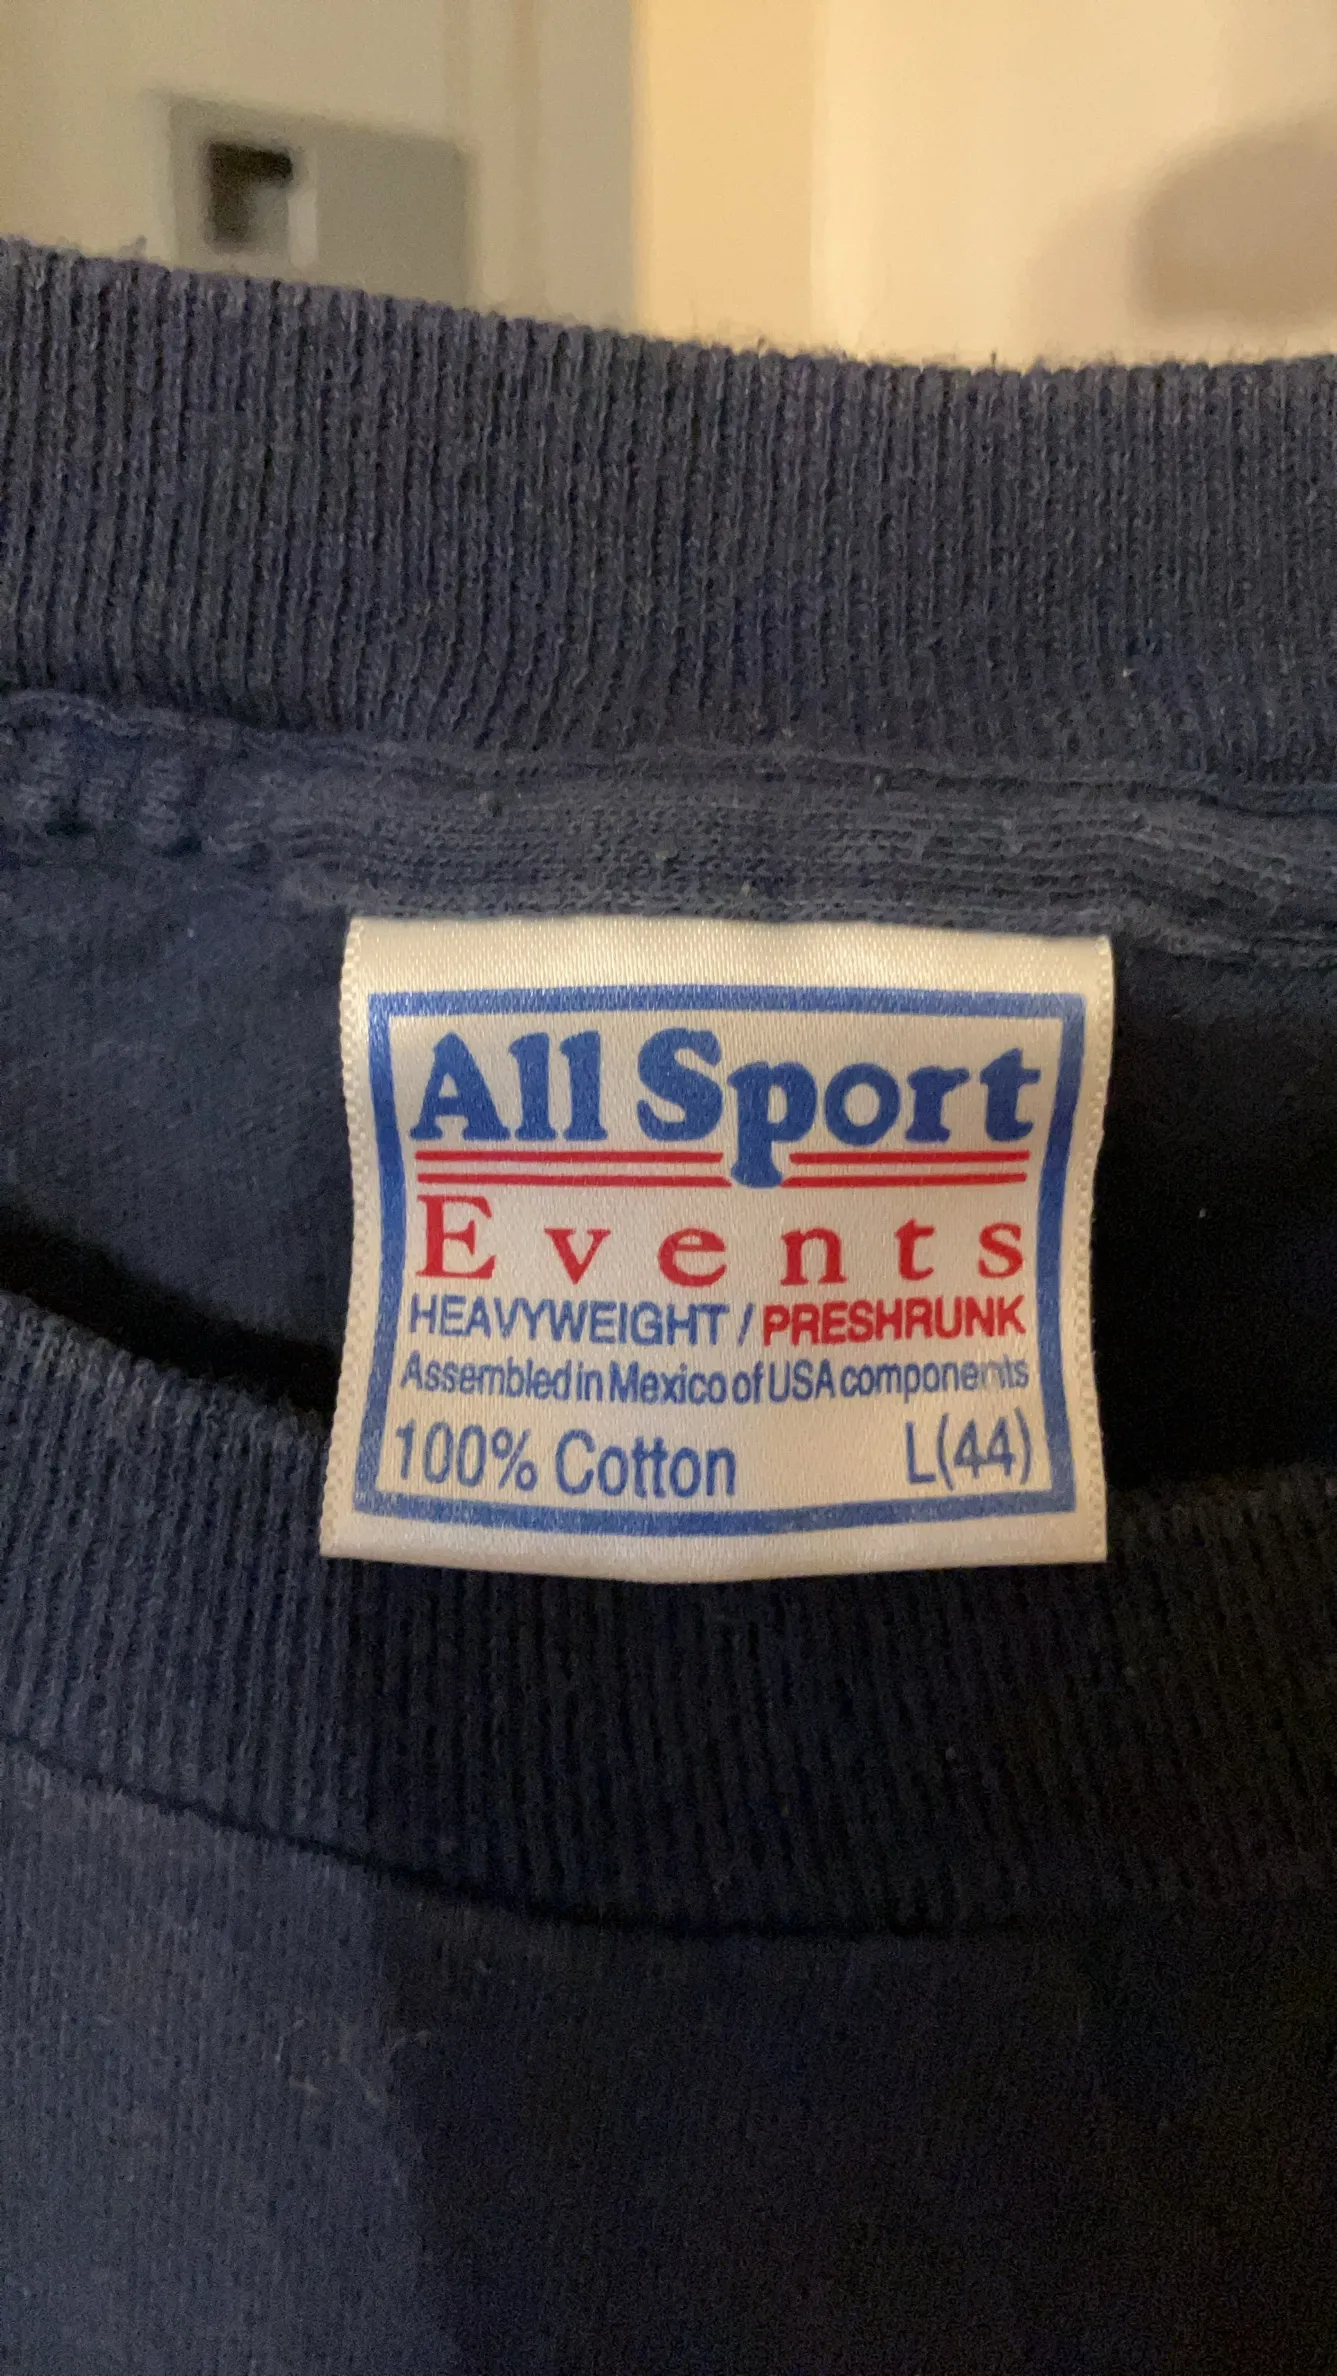 All Sport
Events
HEAVYWEIGHT / PRESHRUNK
Assembled in Mexico of USA components
100% Cotton L(44)